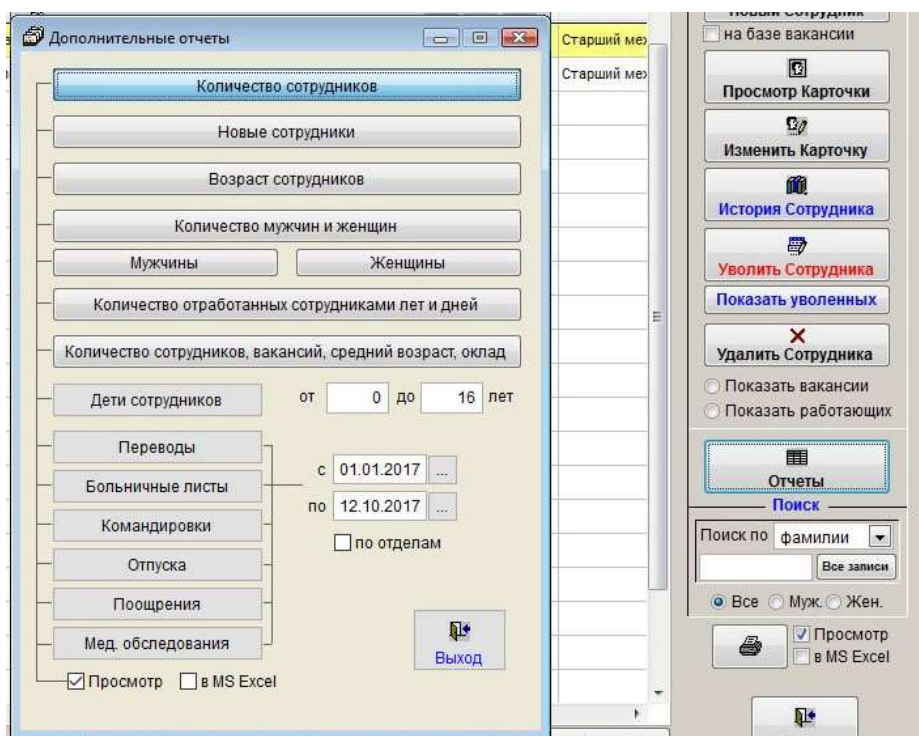 Дополнительные отчеты
Количество сотрудников
Новые сотрудники
Возраст сотрудников
Количество мужчин и женщин
Мужчины
Женщины
Количество отработанных сотрудниками лет и дней
Количество сотрудников, вакансий, средний возраст, оклад
Дети сотрудников от 0 до 16 лет
Переводы
Больничные листы
Командировки
Отпуска
Поощрения
Мед. обследования
с 01.01.2017 ...
по 12.10.2017 ...
по отделам
Выход
Просмотр в MS Excel
Старший мех
Старший мех
Новый Сотрудник
на базе вакансии
Просмотр Карточки
Изменить Карточку
История Сотрудника
Уволить Сотрудника
Показать уволенных
Удалить Сотрудника
Показать вакансии
Показать работающих
Отчеты
Поиск
Поиск по фамилии
Все записи
Все Муж. Жен.
Просмотр
в MS Excel